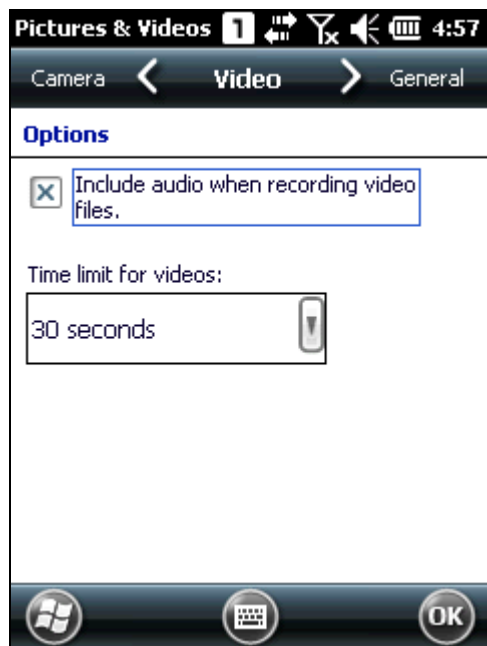 Pictures & Videos 1 4:57
Camera Video General
Options
Include audio when recording video
files.
Time limit for videos:
30 seconds
OK